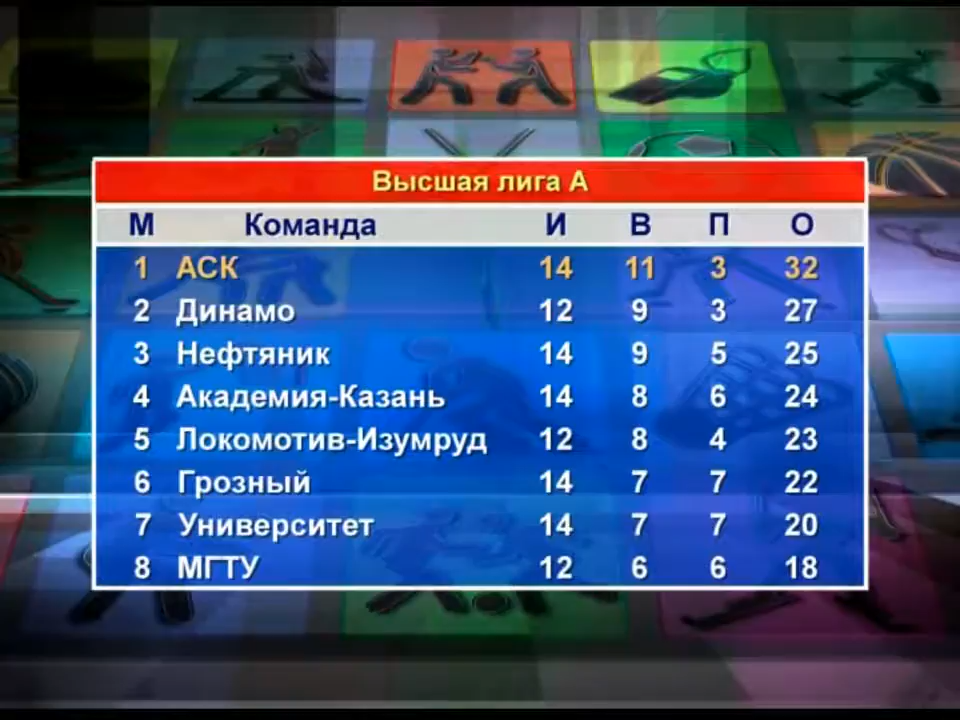 Высшая лига А
М Команда И В П О
1 АСК 14 11 3 32
2 Динамо 12 9 3 27
3 Нефтяник 14 9 5 25
4 Академия-Казань 14 8 6 24
5 Локомотив-Изумруд 12 8 4 23
6 Грозный 14 7 7 22
7 Университет 14 7 7 20
8 МГТУ 12 6 6 18